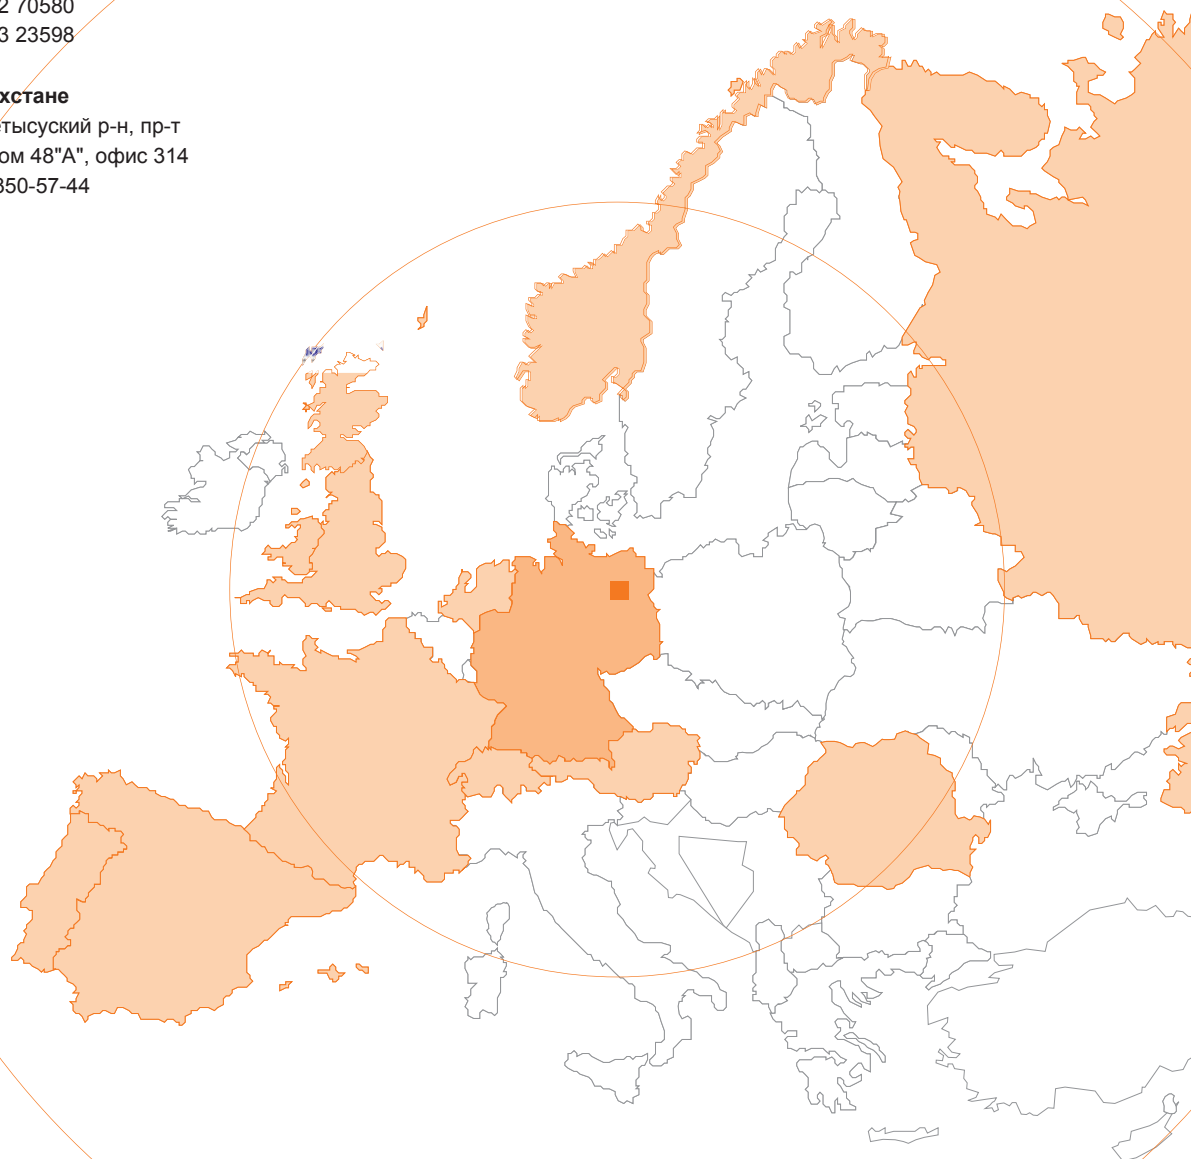 2 70580
3 23598
хстане
тысуский р-н, пр-т
ом 48"А", офис 314
350-57-44